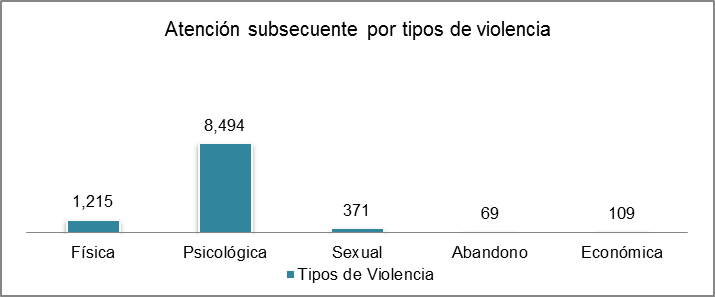 Atención subsecuente por tipos de violencia
8,494
1,215
371
69
109
Física
Psicológica
Sexual
Abandono
Económica
Tipos de Violencia